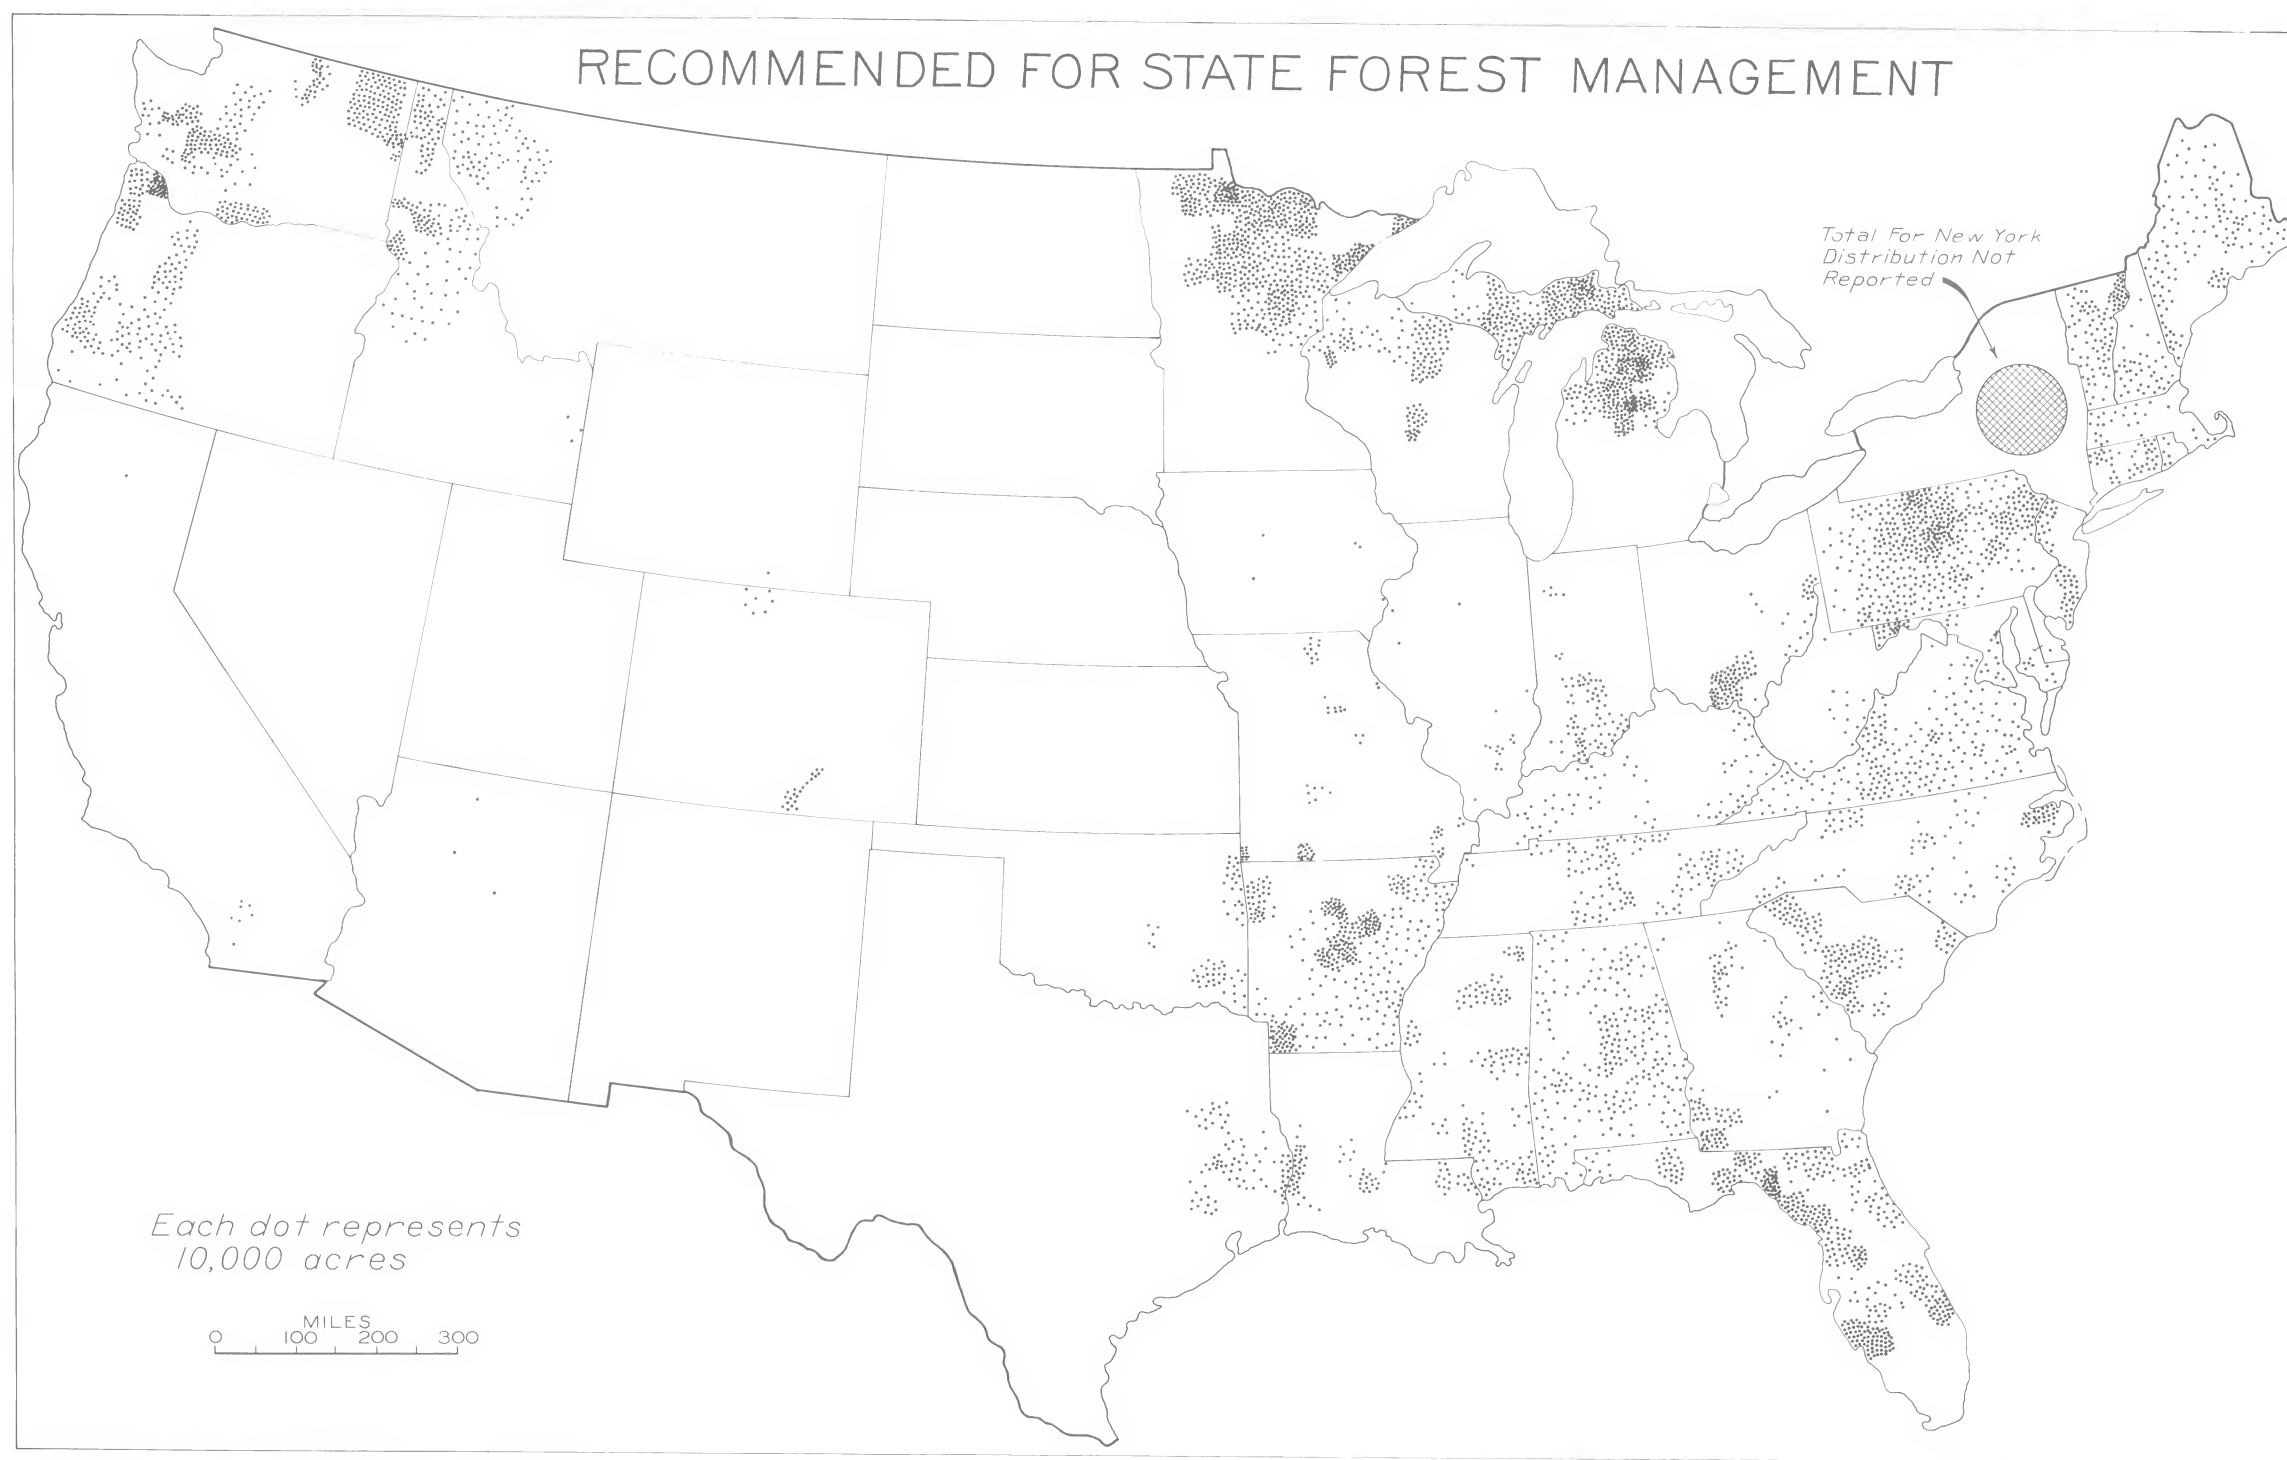 RECOMMENDED FOR STATE FOREST MANAGEMENT
Total For New York
Distribution Not
Reported
Each dot represents
10,000 acres
MILES
0 100 200 300